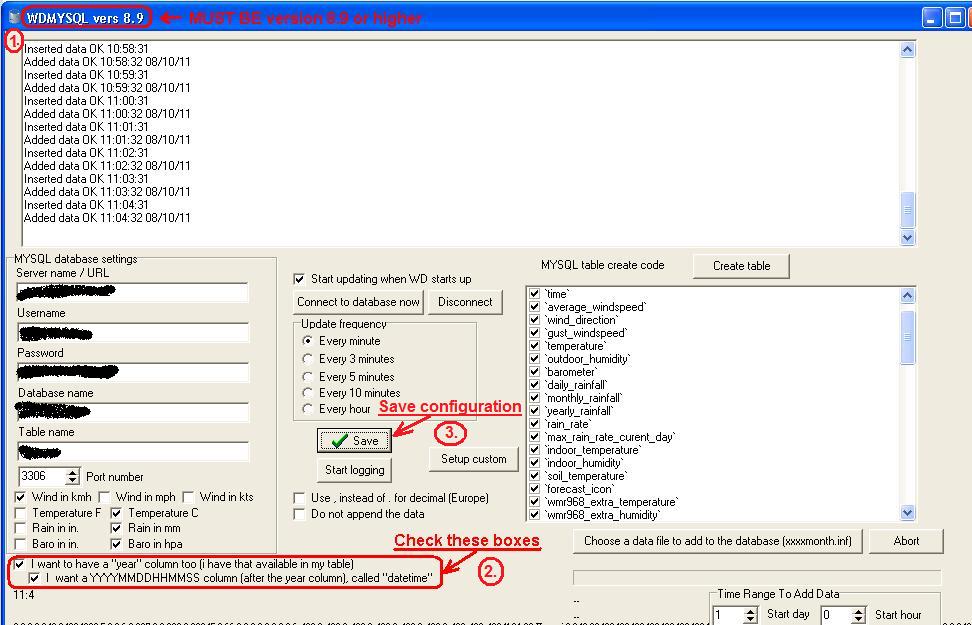 WDMYSQL vers 8.9
MUST BE version 8.9 or higher
1.
Inserted data OK 10:58:31
Added data OK 10:58:32 08/10/11
Inserted data OK 10:59:31
Added data OK 10:59:32 08/10/11
Inserted data OK 11:00:31
Added data OK 11:00:32 08/10/11
Inserted data OK 11:01:31
Added data OK 11:01:32 08/10/11
Inserted data OK 11:02:31
Added data OK 11:02:32 08/10/11
Inserted data OK 11:03:31
Added data OK 11:03:32 08/10/11
Inserted data OK 11:04:31
Added data OK 11:04:32 08/10/11
MYSQL database settings
Server name / URL
Username
Password
Database name
Table name
3306 Port number
Wind in kmh Wind in mph Wind in kts
Temperature F Temperature C
Rain in in. Rain in mm
Baro in in. Baro in hpa
Start updating when WD starts up
Connect to database now Disconnect
Update frequency
Every minute
Every 3 minutes
Every 5 minutes
Every 10 minutes
Every hour
Save configuration
3.
Save
Start logging
Setup custom
Use , instead of . for decimal (Europe)
Do not append the data
MYSQL table create code
Create table
`time`
`average_windspeed`
`wind_direction`
`gust_windspeed`
`temperature`
`outdoor_humidity`
`barometer`
`daily_rainfall`
`monthly_rainfall`
`yearly_rainfall`
`rain_rate`
`max_rain_rate_curent_day`
`indoor_temperature`
`indoor_humidity`
`soil_temperature`
`forecast_icon`
`wmr968_extra_temperature`
`wmr968_extra_humidity`
Check these boxes
2.
I want to have a "year" column too (i have that available in my table)
I want a YYYYMMDDHHMMSS column (after the year column), called "datetime"
11:4
Choose a data file to add to the database (xxxxmonth.inf) Abort
--
--
Time Range To Add Data
1 Start day 0 Start hour